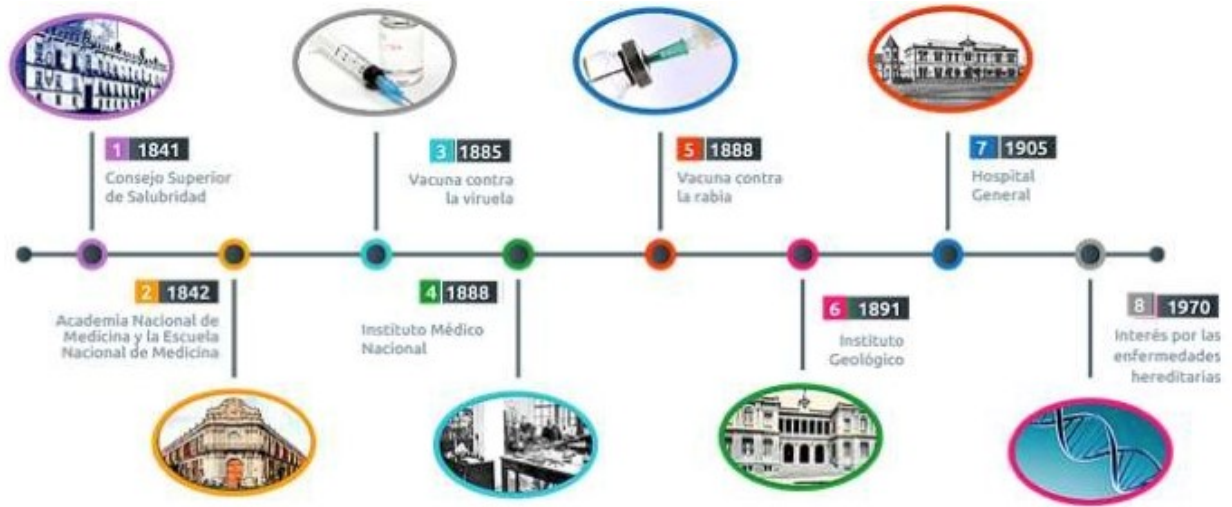 1 1841
Consejo Superior
de Salubridad
2 1842
Academia Nacional de
Medicina y la Escuela
Nacional de Medicina
3 1885
Vacuna contra
la viruela
4 1888
Instituto Médico
Nacional
5 1888
Vacuna contra
la rabia
6 1891
Instituto
Geológico
7 1905
Hospital
General
8 1970
Interés por las
enfermedades
hereditarias